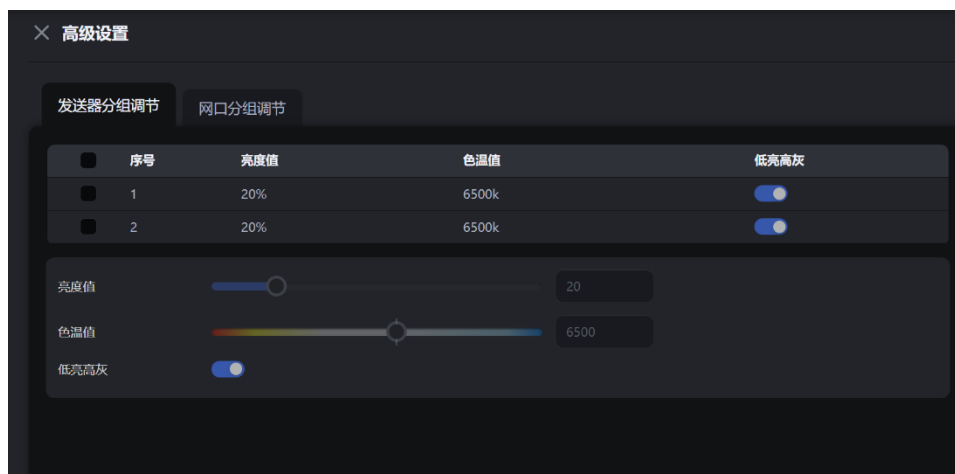 高级设置
发送器分组调节 网口分组调节
序号 亮度值 色温值 低亮高灰
1 20% 6500k
2 20% 6500k
亮度值 20
色温值 6500
低亮高灰